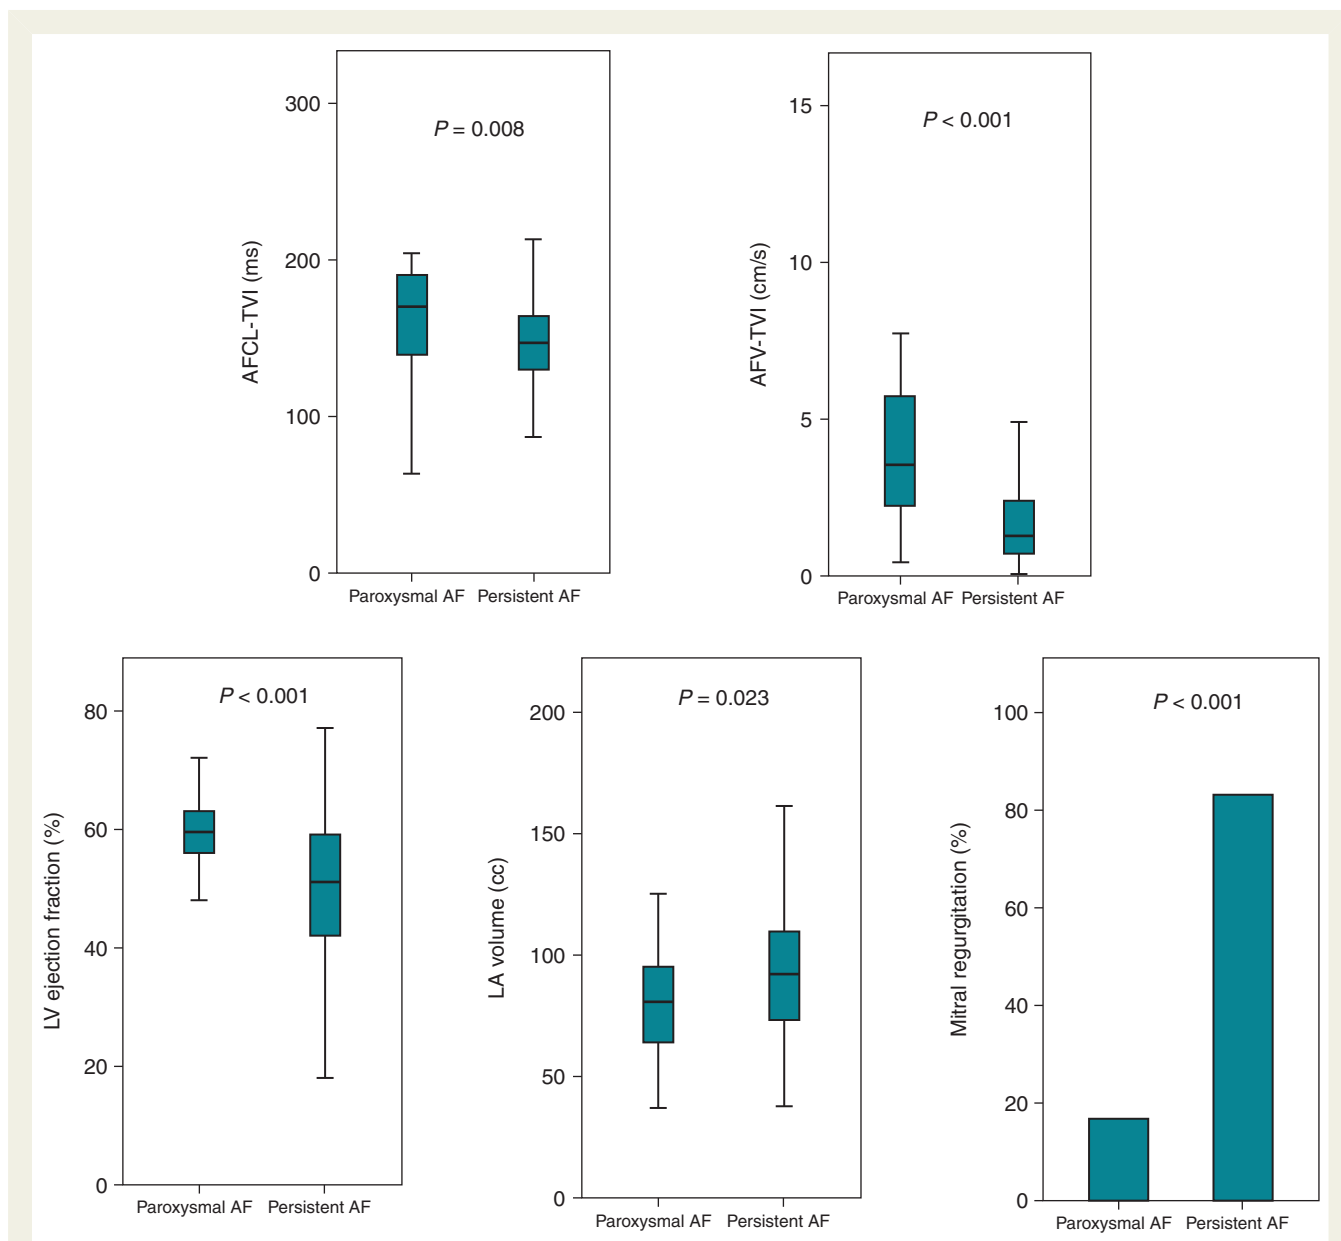 300
200
100
0
AFCL-TVI (ms)
P = 0.008
Paroxysmal AF Persistent AF
15
10
5
0
AFV-TVI (cm/s)
P < 0.001
Paroxysmal AF Persistent AF
80
60
40
20
0
LV ejection fraction (%)
P < 0.001
Paroxysmal AF Persistent AF
200
150
100
50
0
LA volume (cc)
P = 0.023
Paroxysmal AF Persistent AF
100
80
60
40
20
0
Mitral regurgitation (%)
P < 0.001
Paroxysmal AF Persistent AF